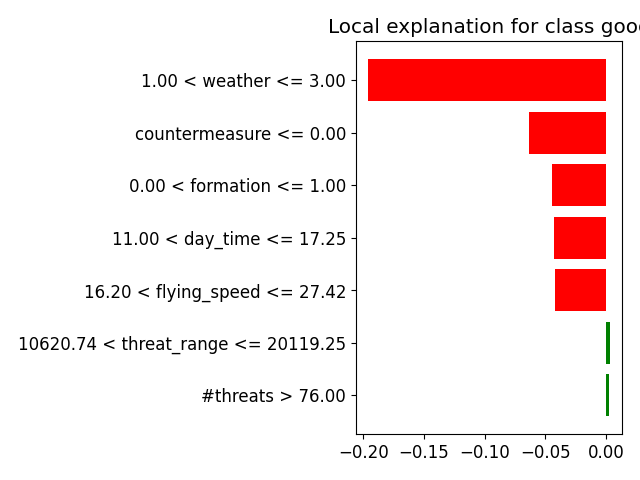 Local explanation for class good
1.00 < weather <= 3.00
countermeasure <= 0.00
0.00 < formation <= 1.00
11.00 < day_time <= 17.25
16.20 < flying_speed <= 27.42
10620.74 < threat_range <= 20119.25
#threats > 76.00
−0.20 −0.15 −0.10 −0.05 0.00